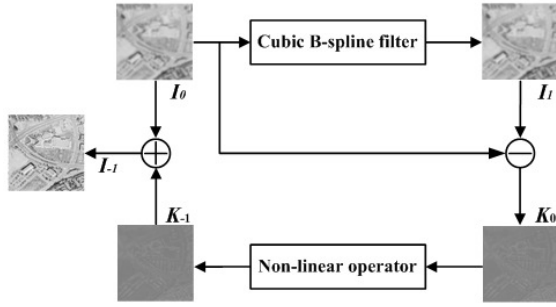 Cubic B-spline filter
I0
I1
I-1
K-1
K0
Non-linear operator